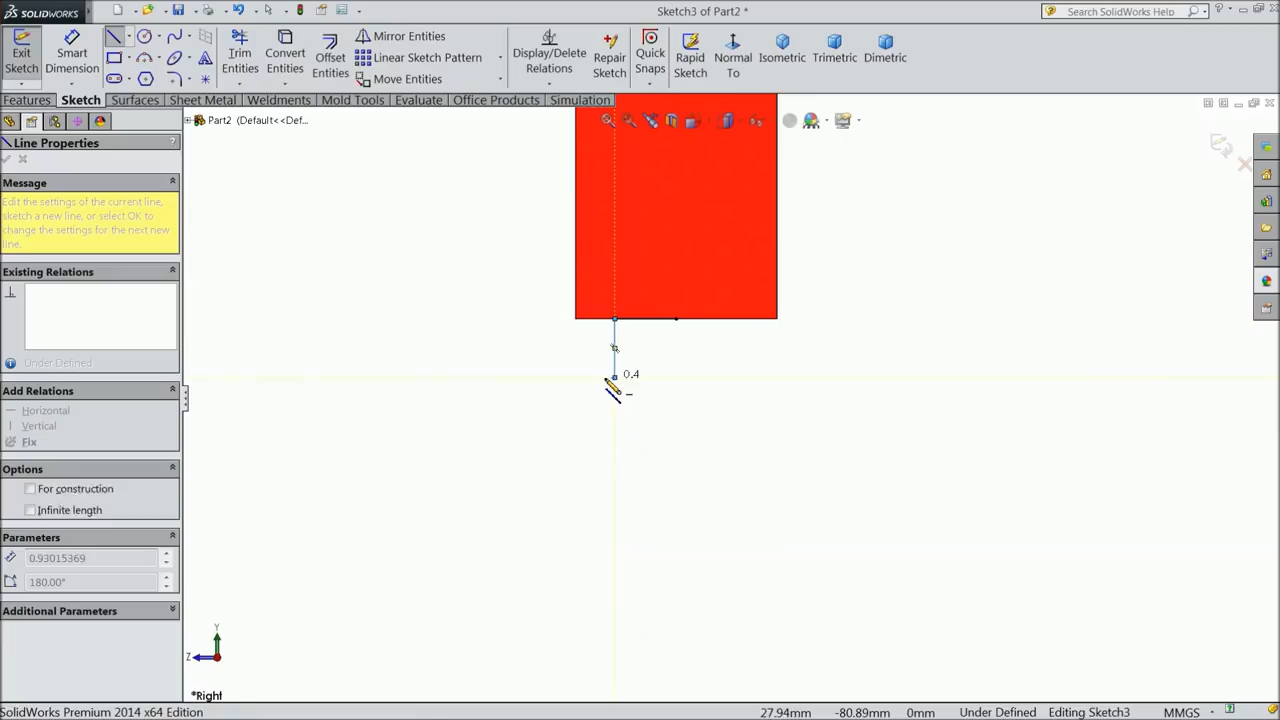 SOLIDWORKS
Sketch3 of Part2 *
Search SolidWorks Help
Exit Sketch
Smart Dimension
Trim Entities
Convert Entities
Offset Entities
Mirror Entities
Linear Sketch Pattern
Move Entities
Display/Delete Relations
Repair Sketch
Quick Snaps
Rapid Sketch
Normal To
Isometric
Trimetric
Dimetric
Features Sketch Surfaces Sheet Metal Weldments Mold Tools Evaluate Office Products Simulation
Part2 (Default<<Def...
Line Properties ?
Message
Edit the settings of the current line,
sketch a new line, or select OK to
change the settings for the next new
line.
Existing Relations
Under Defined
Add Relations
Horizontal
Vertical
Fix
Options
For construction
Infinite length
Parameters
0.93015369
180.00°
Additional Parameters
0.4
Y
Z
*Right
SolidWorks Premium 2014 x64 Edition 27.94mm -80.89mm 0mm Under Defined Editing Sketch3 MMGS